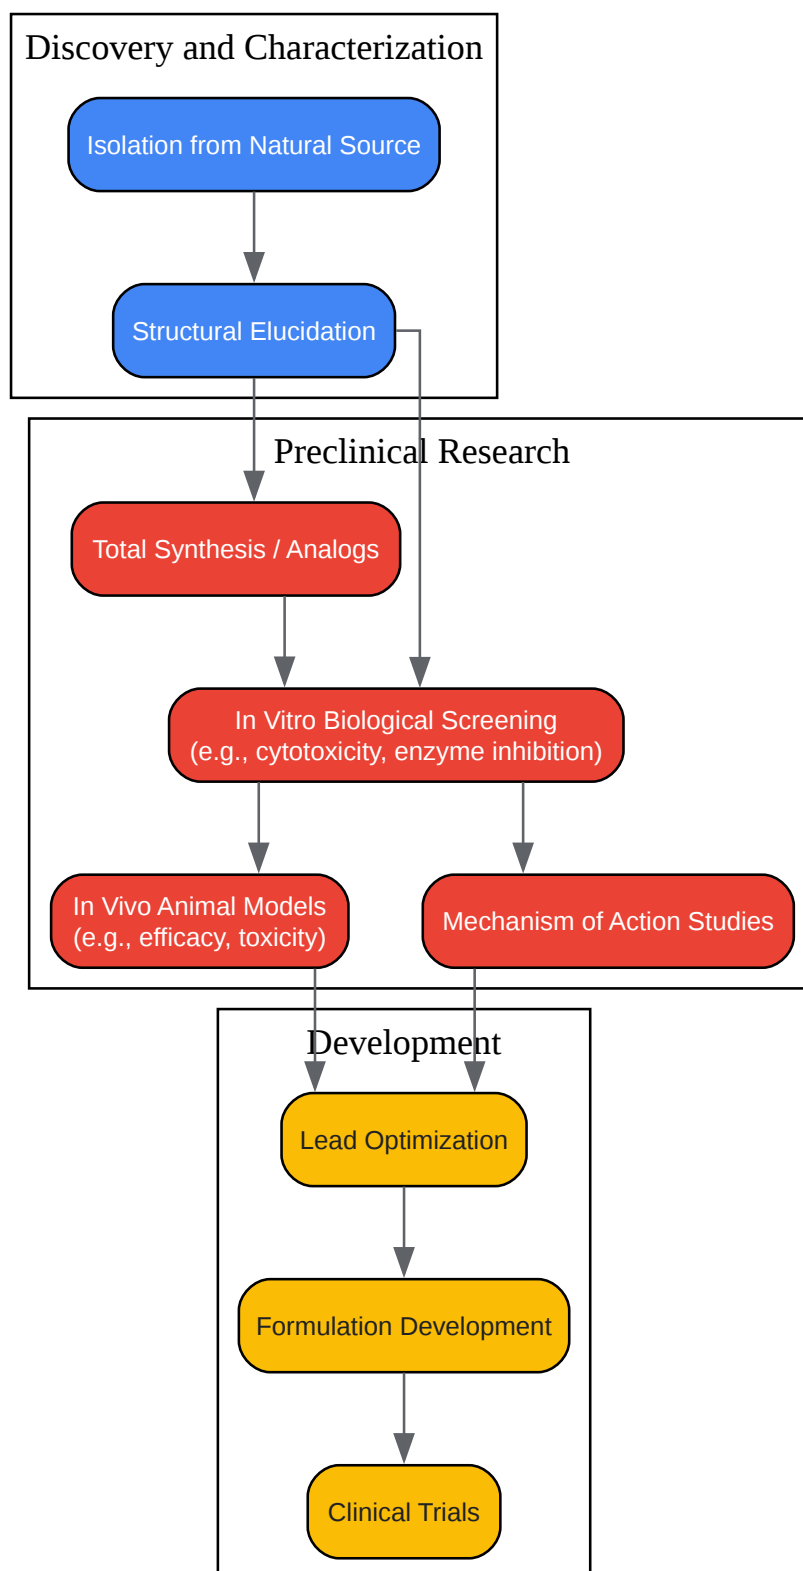 Discovery and Characterization
Isolation from Natural Source
Structural Elucidation
Preclinical Research
Total Synthesis / Analogs
In Vitro Biological Screening
(e.g., cytotoxicity, enzyme inhibition)
In Vivo Animal Models
(e.g., efficacy, toxicity)
Mechanism of Action Studies
Development
Lead Optimization
Formulation Development
Clinical Trials